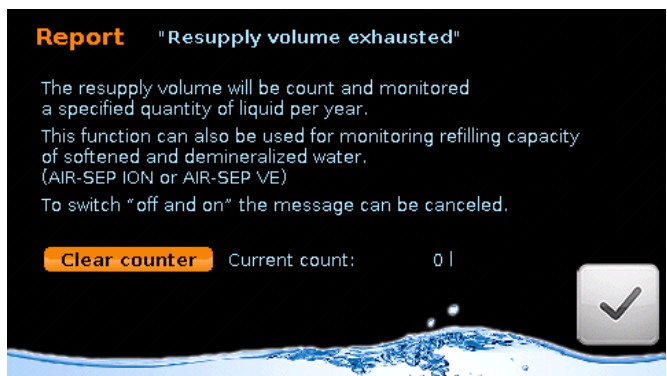 Report "Resupply volume exhausted"
The resupply volume will be count and monitored
a specified quantity of liquid per year.
This function can also be used for monitoring refilling capacity
of softened and demineralized water.
(AIR-SEP ION or AIR-SEP VE)
To switch “off and on” the message can be canceled.
Clear counter Current count: 0 l